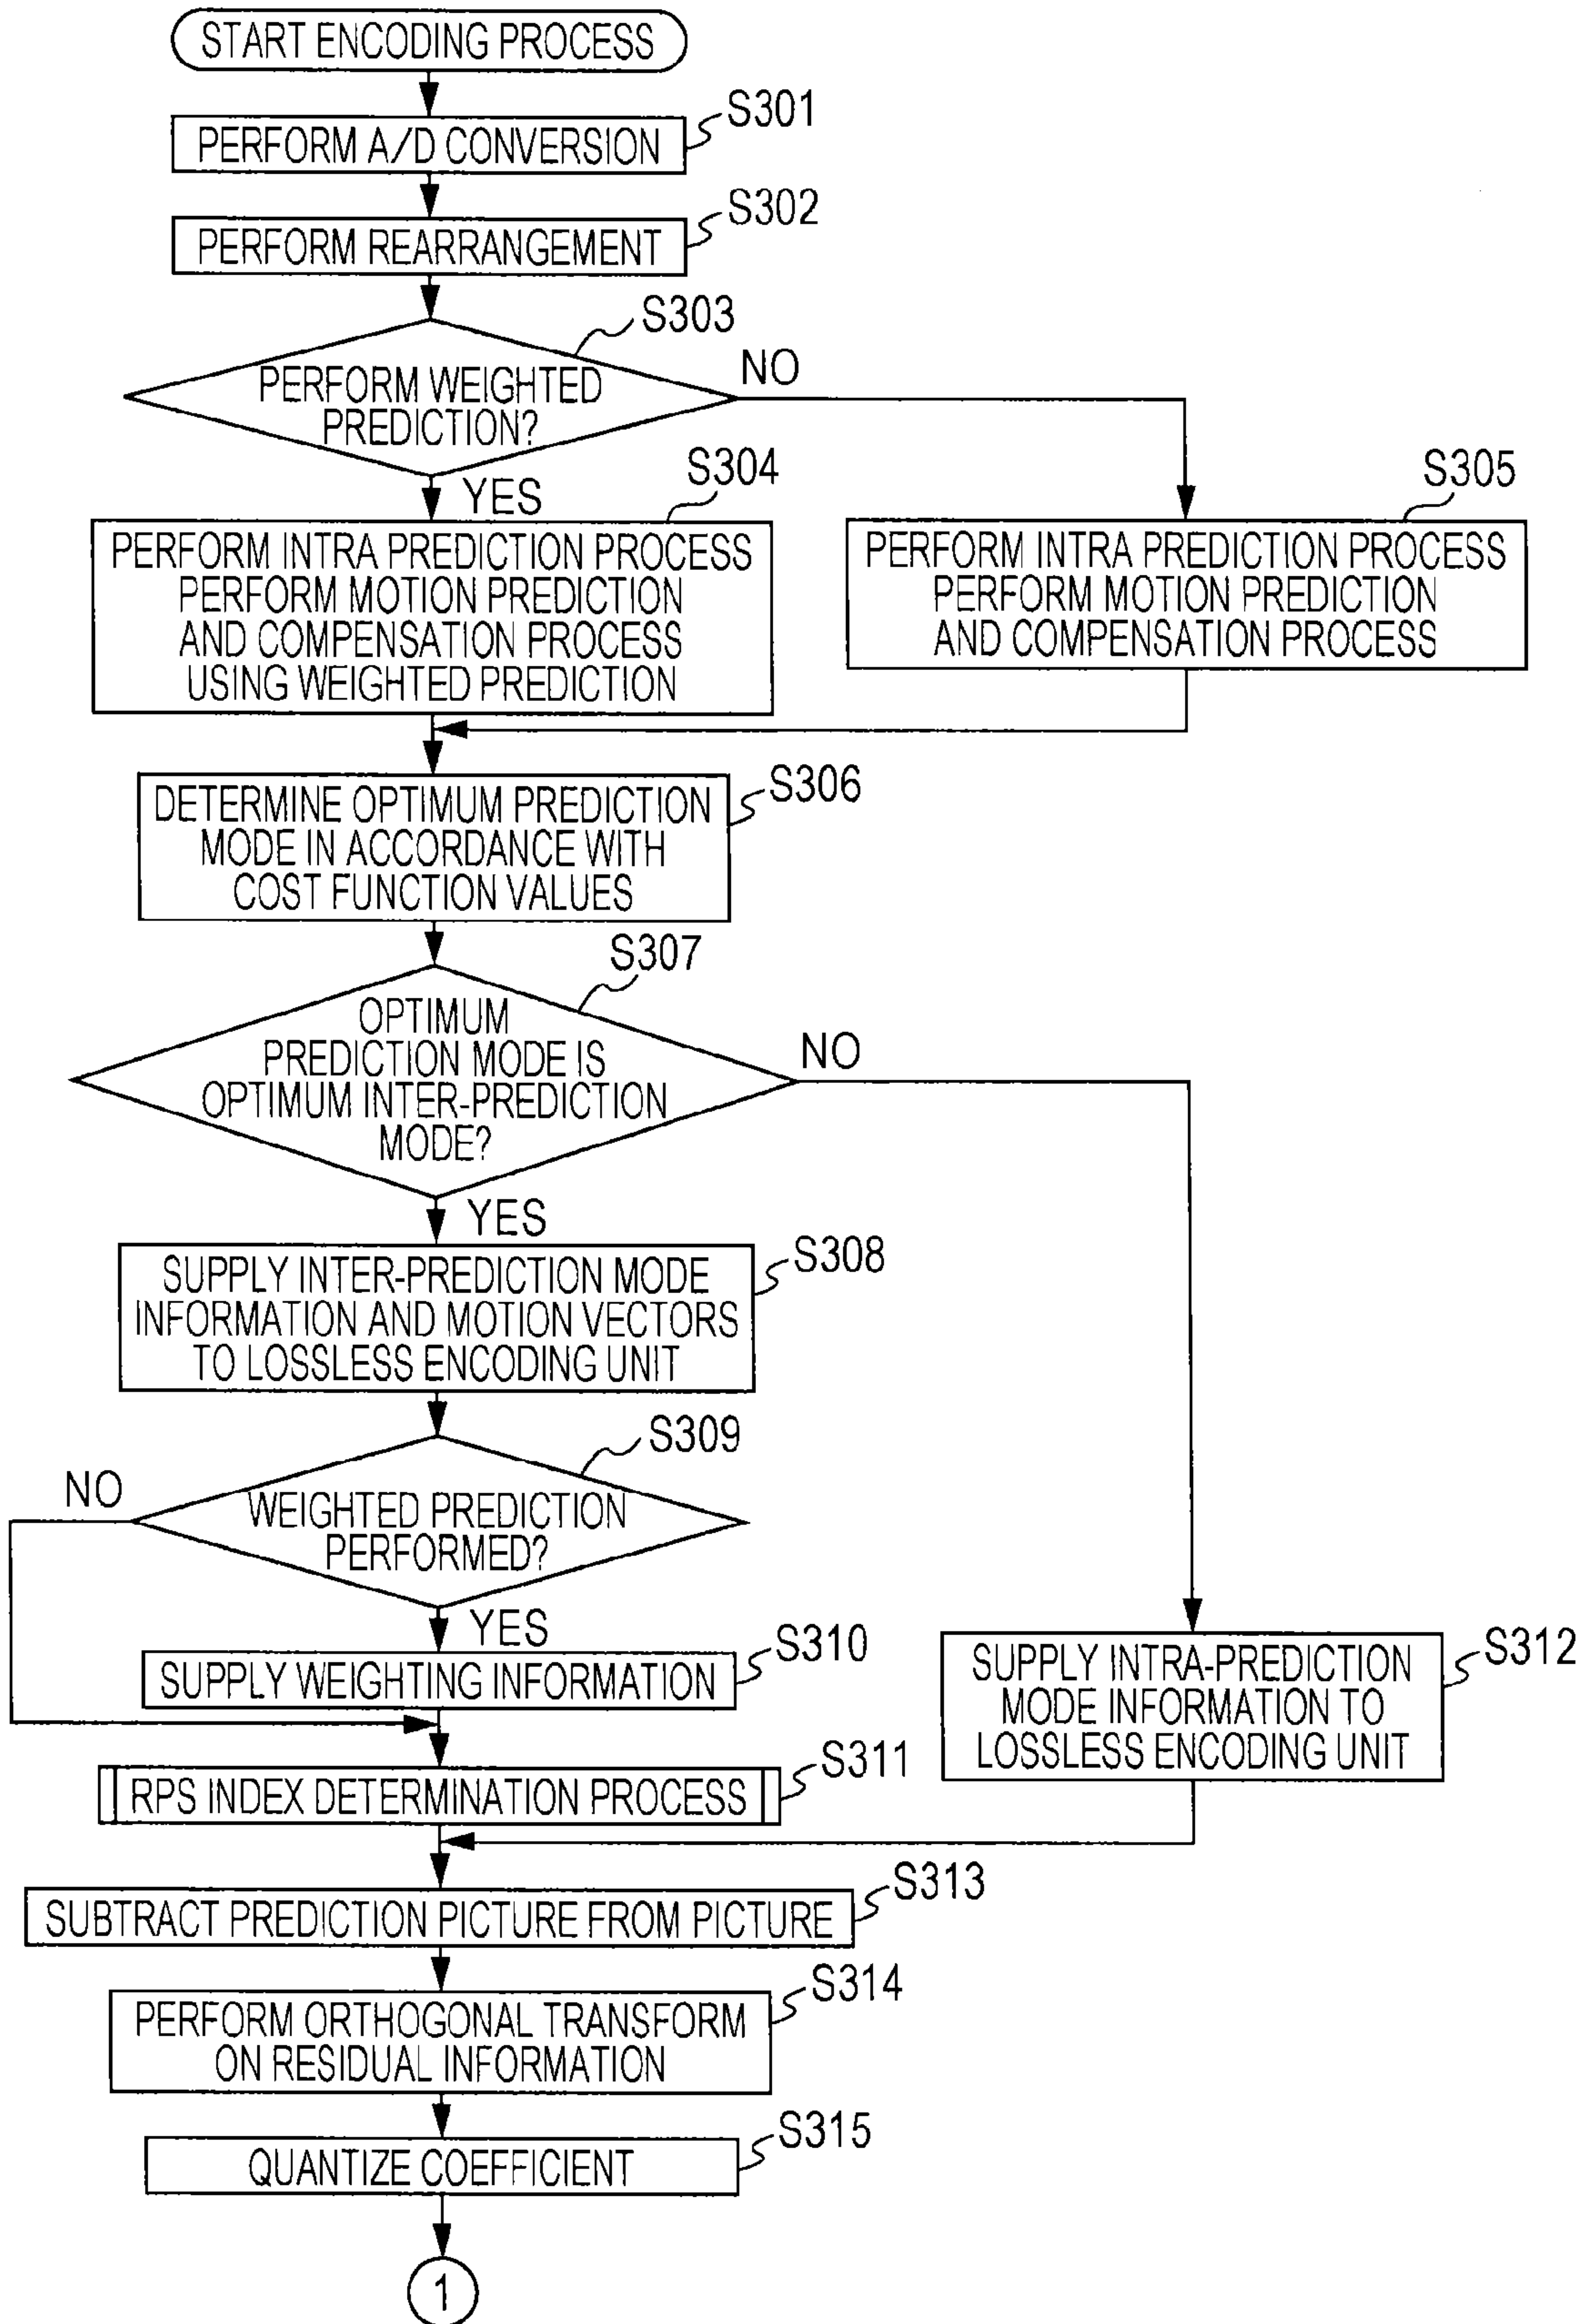 START ENCODING PROCESS
S301
PERFORM A/D CONVERSION
S302
PERFORM REARRANGEMENT
S303
PERFORM WEIGHTED
PREDICTION?
NO
YES
S304
PERFORM INTRA PREDICTION PROCESS
PERFORM MOTION PREDICTION
AND COMPENSATION PROCESS
USING WEIGHTED PREDICTION
S305
PERFORM INTRA PREDICTION PROCESS
PERFORM MOTION PREDICTION
AND COMPENSATION PROCESS
S306
DETERMINE OPTIMUM PREDICTION
MODE IN ACCORDANCE WITH
COST FUNCTION VALUES
S307
OPTIMUM
PREDICTION MODE IS
OPTIMUM INTER-PREDICTION
MODE?
NO
YES
S308
SUPPLY INTER-PREDICTION MODE
INFORMATION AND MOTION VECTORS
TO LOSSLESS ENCODING UNIT
S309
NO
WEIGHTED PREDICTION
PERFORMED?
YES
S310
SUPPLY WEIGHTING INFORMATION
S312
SUPPLY INTRA-PREDICTION
MODE INFORMATION TO
LOSSLESS ENCODING UNIT
S311
RPS INDEX DETERMINATION PROCESS
S313
SUBTRACT PREDICTION PICTURE FROM PICTURE
S314
PERFORM ORTHOGONAL TRANSFORM
ON RESIDUAL INFORMATION
S315
QUANTIZE COEFFICIENT
1